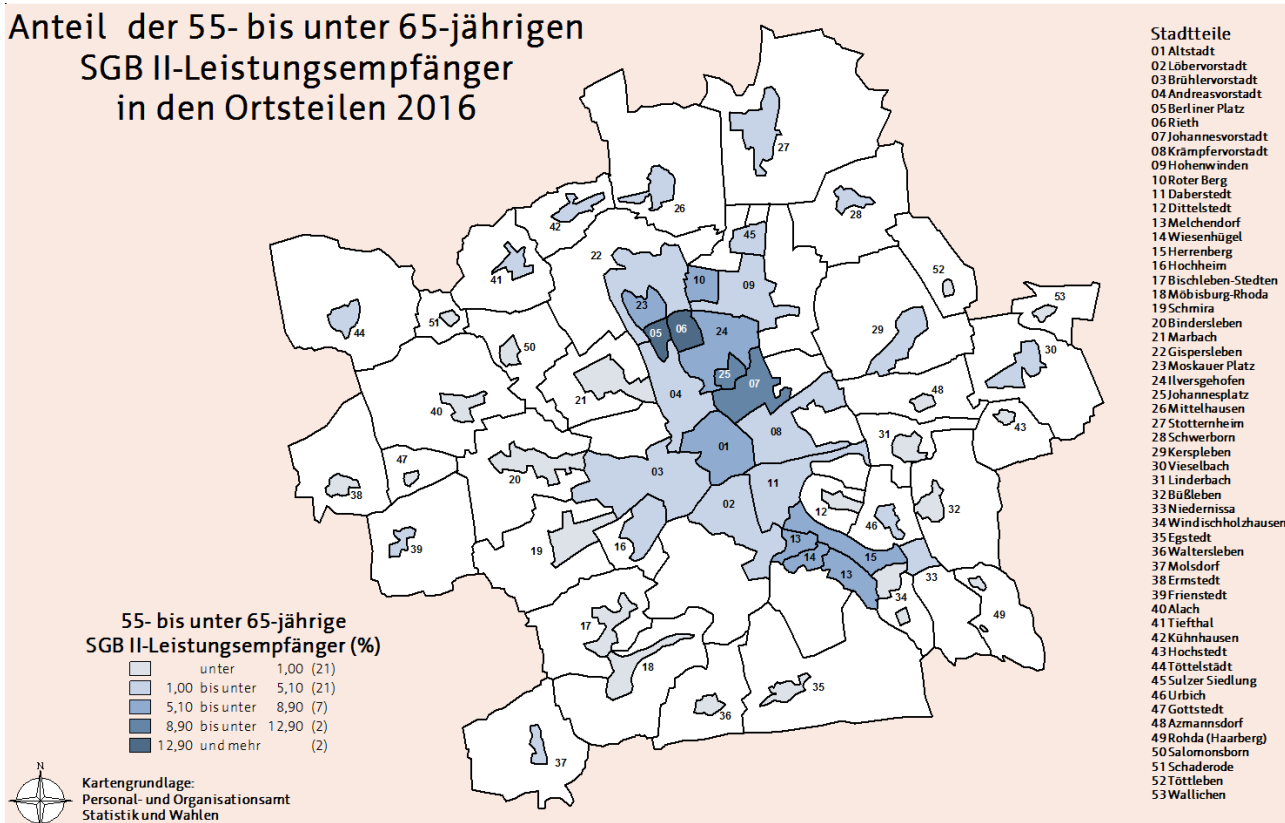 Anteil der 55- bis unter 65-jährigen
SGB II-Leistungsempfänger
in den Ortsteilen 2016
Stadtteile
01 Altstadt
02 Löbervorstadt
03 Brühlervorstadt
04 Andreasvorstadt
05 Berliner Platz
06 Rieth
07 Johannesvorstadt
08 Krämpfervorstadt
09 Hohenwinden
10 Roter Berg
11 Daberstedt
12 Dittelstedt
13 Melchendorf
14 Wiesenhügel
15 Herrenberg
16 Hochheim
17 Bischleben-Stedten
18 Möbisburg-Rhoda
19 Schmira
20 Bindersleben
21 Marbach
22 Gispersleben
23 Moskauer Platz
24 Ilversgehofen
25 Johannesplatz
26 Mittelhausen
27 Stotternheim
28 Schwerborn
29 Kerspleben
30 Vieselbach
31 Linderbach
32 Büßleben
33 Niedernissa
34 Windischholzhausen
35 Egstedt
36 Waltersleben
37 Molsdorf
38 Ermstedt
39 Frienstedt
40 Alach
41 Tiefthal
42 Kühnhausen
43 Hochstedt
44 Töttelstädt
45 Sulzer Siedlung
46 Urbich
47 Gottstedt
48 Azmannsdorf
49 Rohda (Haarberg)
50 Salomonsborn
51 Schaderode
52 Töttleben
53 Wallichen
27
26
28
42
45
22
41
52
10
09
53
23
51
44
05
06
24
29
50
30
25
07
21
04
48
40
43
08
31
01
47
03
20
11
38
02
12
32
46
39
16
19
13
14
15
33
13
34
49
17
18
35
36
37
55- bis unter 65-jährige
SGB II-Leistungsempfänger (%)
unter 1,00 (21)
1,00 bis unter 5,10 (21)
5,10 bis unter 8,90 (7)
8,90 bis unter 12,90 (2)
12,90 und mehr (2)
N
Kartengrundlage:
Personal- und Organisationsamt
Statistik und Wahlen